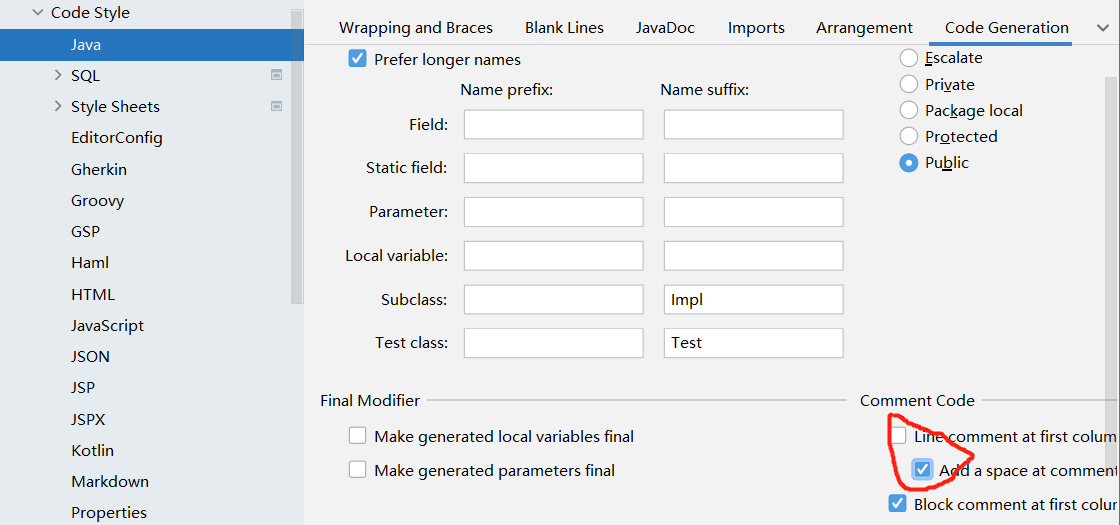 Code Style
Java
SQL
Style Sheets
EditorConfig
Gherkin
Groovy
GSP
Haml
HTML
JavaScript
JSON
JSP
JSPX
Kotlin
Markdown
Properties
Wrapping and Braces Blank Lines JavaDoc Imports Arrangement Code Generation
Prefer longer names
Name prefix: Name suffix:
Field:
Static field:
Parameter:
Local variable:
Subclass: Impl
Test class: Test
Escalate
Private
Package local
Protected
Public
Final Modifier
Make generated local variables final
Make generated parameters final
Comment Code
Line comment at first colum
Add a space at comment
Block comment at first colur